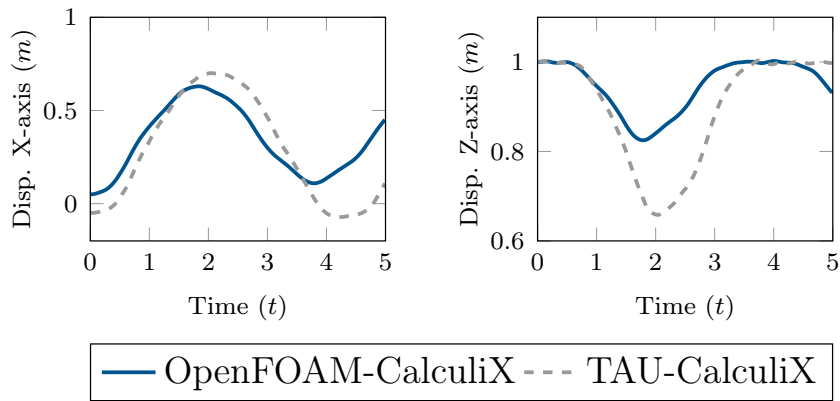 1
0.5
0
Disp. X-axis (m)
0 1 2 3 4 5
Time (t)
1
0.8
0.6
Disp. Z-axis (m)
0 1 2 3 4 5
Time (t)
OpenFOAM-CalculiX TAU-CalculiX